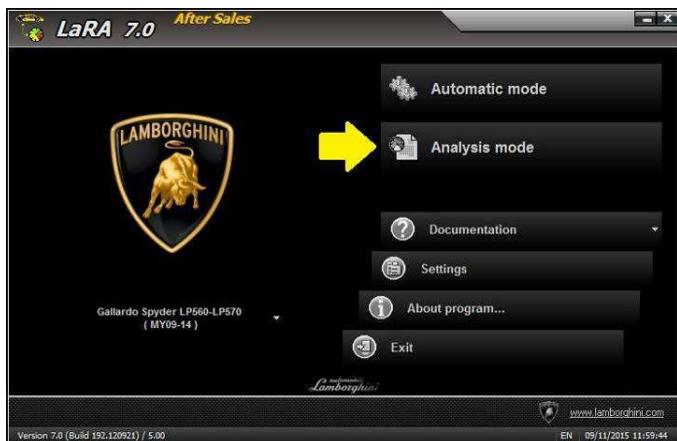 LaRA 7.0 After Sales
Automatic mode
LAMBORGHINI
Analysis mode
Documentation
Settings
Gallardo Spyder LP560-LP570
( MY09-14 )
About program...
Exit
automobili
Lamborghini
www.lamborghini.com
Version 7.0 (Build 192.120921) / 5.00
EN 09/11/2015 11:59:44